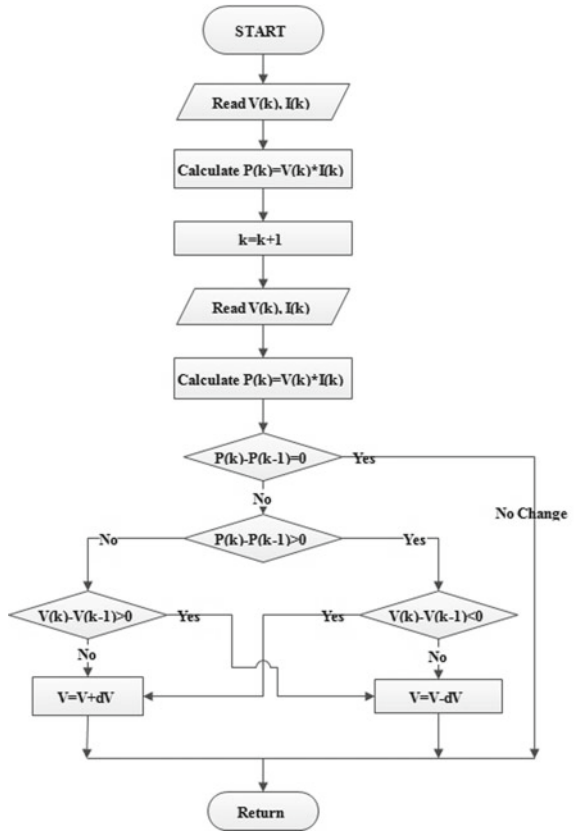 START
Read V(k), I(k)
Calculate P(k)=V(k)*I(k)
k=k+1
Read V(k), I(k)
Calculate P(k)=V(k)*I(k)
P(k)-P(k-1)=0
Yes
No
No Change
P(k)-P(k-1)>0
No
Yes
V(k)-V(k-1)>0
Yes
Yes
V(k)-V(k-1)<0
No
No
V=V+dV
V=V-dV
Return